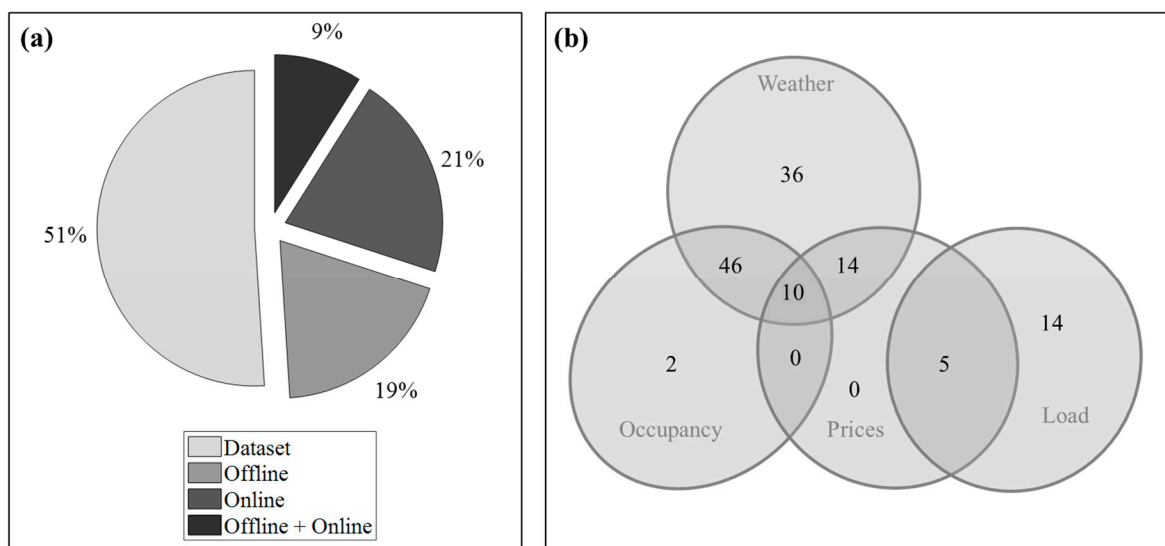 (a)
9%
21%
51%
19%
Dataset
Offline
Online
Offline + Online
(b)
Weather
36
46
14
10
14
2
0
5
0
Occupancy
Prices
Load